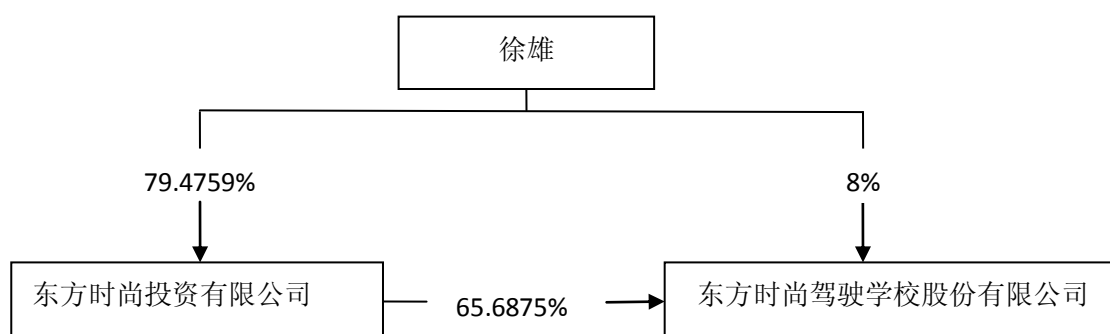 徐雄
79.4759%
8%
东方时尚投资有限公司
65.6875%
东方时尚驾驶学校股份有限公司